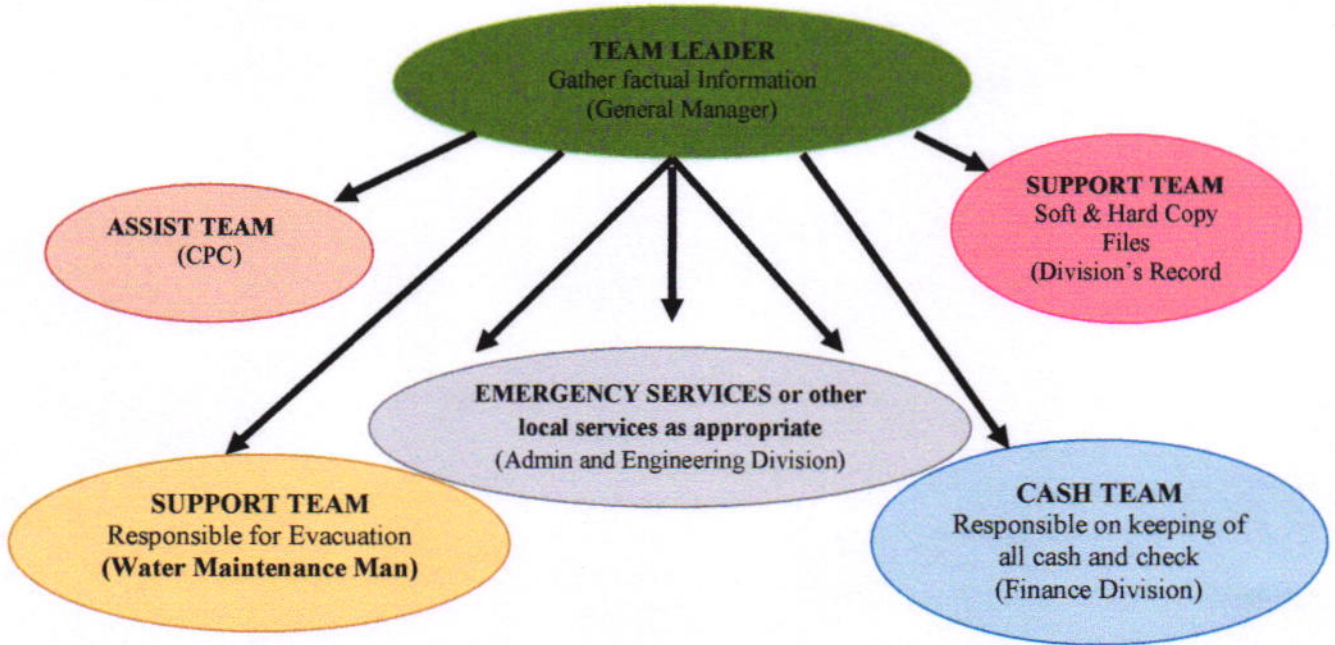 TEAM LEADER
Gather factual Information
(General Manager)
ASSIST TEAM
(CPC)
SUPPORT TEAM
Soft & Hard Copy
Files
(Division's Record
EMERGENCY SERVICES or other
local services as appropriate
(Admin and Engineering Division)
SUPPORT TEAM
Responsible for Evacuation
(Water Maintenance Man)
CASH TEAM
Responsible on keeping of
all cash and check
(Finance Division)